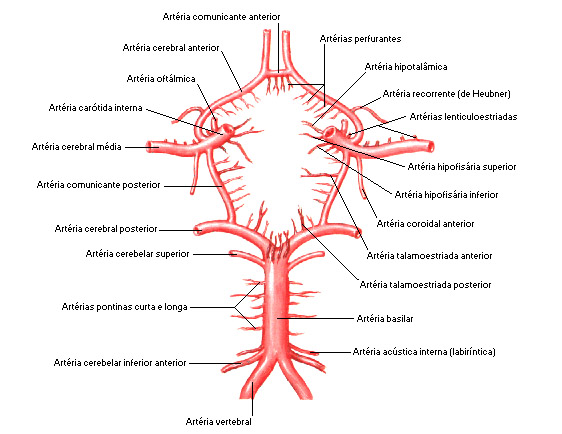 Artéria comunicante anterior
Artéria cerebral anterior
Artérias perfurantes
Artéria oftálmica
Artéria hipotalâmica
Artéria carótida interna
Artéria recorrente (de Heubner)
Artérias lenticuloestriadas
Artéria cerebral média
Artéria hipofisária superior
Artéria comunicante posterior
Artéria hipofisária inferior
Artéria coroidal anterior
Artéria cerebral posterior
Artéria cerebelar superior
Artéria talamoestriada anterior
Artéria talamoestriada posterior
Artérias pontinas curta e longa
Artéria basilar
Artéria acústica interna (labiríntica)
Artéria cerebelar inferior anterior
Artéria vertebral